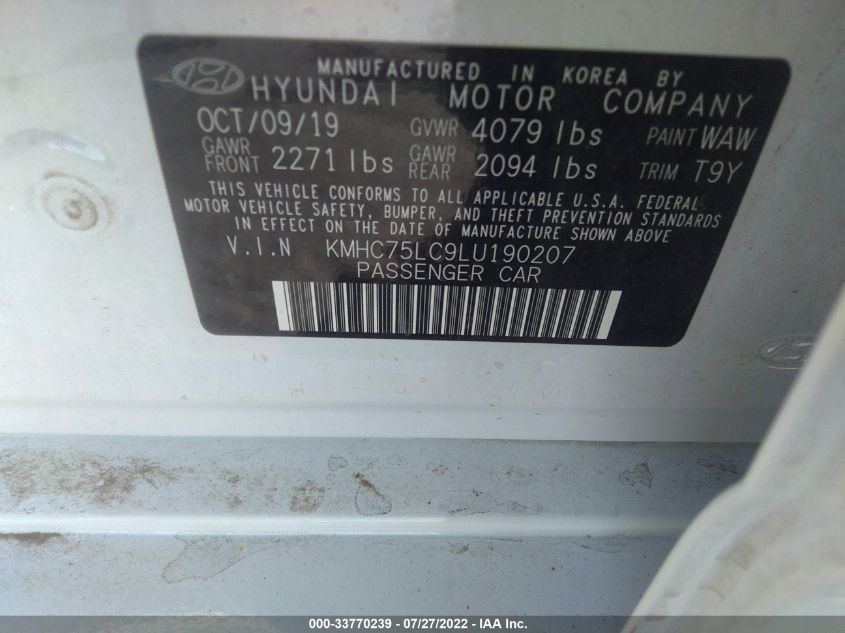 MANUFACTURED IN KOREA BY
HYUNDAI MOTOR COMPANY
OCT/09/19 GVWR 4079 lbs PAINT WAW
GAWR FRONT 2271 lbs GAWR REAR 2094 lbs TRIM T9Y
THIS VEHICLE CONFORMS TO ALL APPLICABLE U.S.A. FEDERAL
MOTOR VEHICLE SAFETY, BUMPER, AND THEFT PREVENTION STANDARDS
IN EFFECT ON THE DATE OF MANUFACTURE SHOWN ABOVE.
V.I.N KMHC75LC9LU190207
PASSENGER CAR
000-33770239 - 07/27/2022 - IAA Inc.